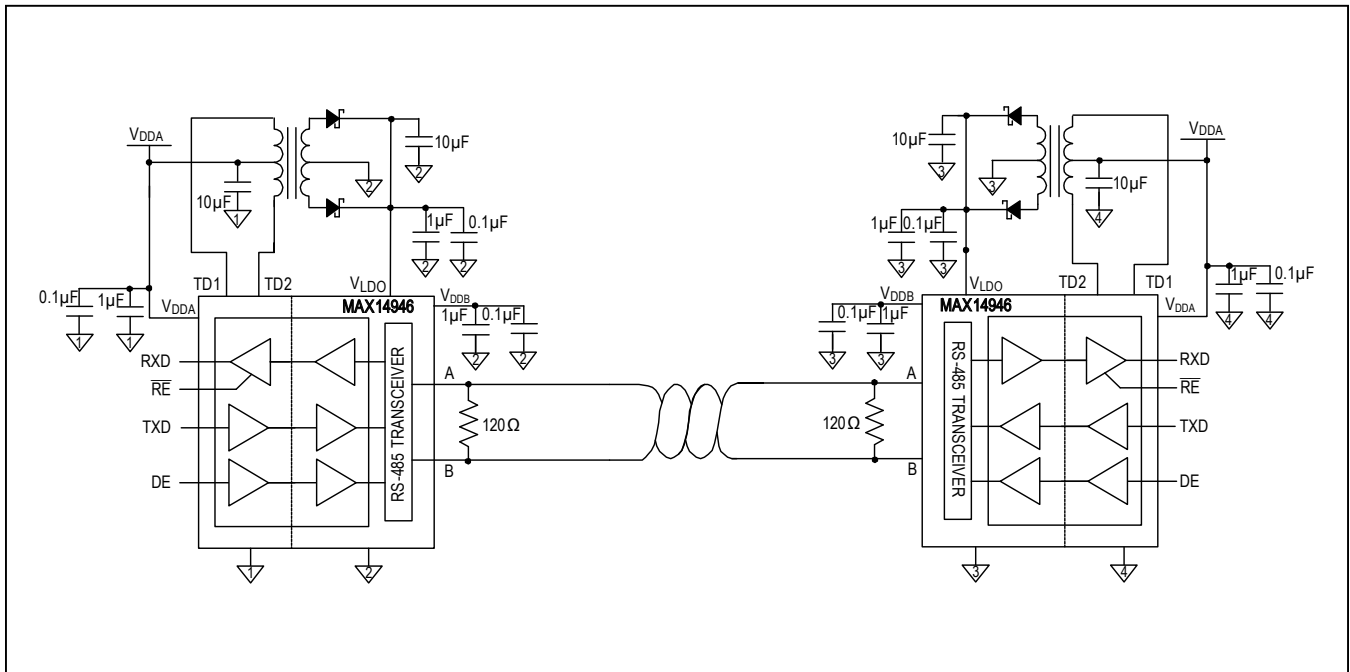 VDDA
10µF
10µF
1
2
2
1µF
0.1µF
2
2
TD1
TD2
VLDO
0.1µF
1µF
VDDA
1
1
MAX14946
VDDB
1µF
0.1µF
2
2
RXD
RE
TXD
DE
RS-485 TRANSCEIVER
A
B
120Ω
1
2
10µF
3
3
VDDA
10µF
4
1µF
0.1µF
3
3
VLDO
TD2
TD1
1µF
0.1µF
VDDA
4
4
VDDB
0.1µF
1µF
3
3
MAX14946
A
B
120Ω
RS-485 TRANSCEIVER
RXD
RE
TXD
DE
3
4